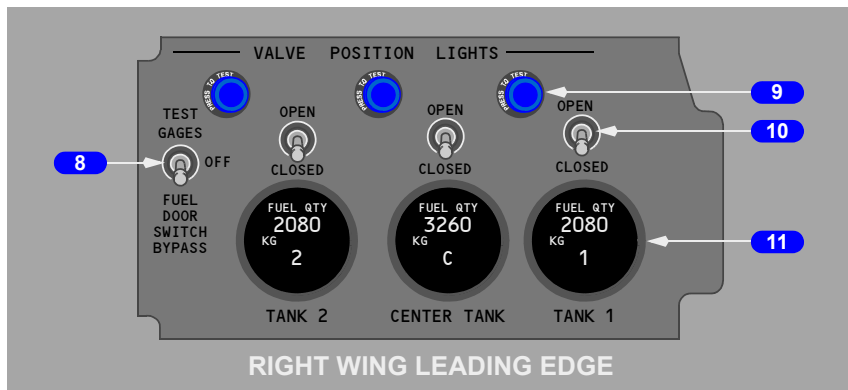 VALVE POSITION LIGHTS
PRESS TO TEST
PRESS TO TEST
PRESS TO TEST
9
TEST
GAGES
OPEN
OPEN
OPEN
10
8
OFF
CLOSED
CLOSED
CLOSED
FUEL
DOOR
SWITCH
BYPASS
FUEL QTY
2080
KG
2
FUEL QTY
3260
KG
C
FUEL QTY
2080
KG
1
11
TANK 2
CENTER TANK
TANK 1
RIGHT WING LEADING EDGE